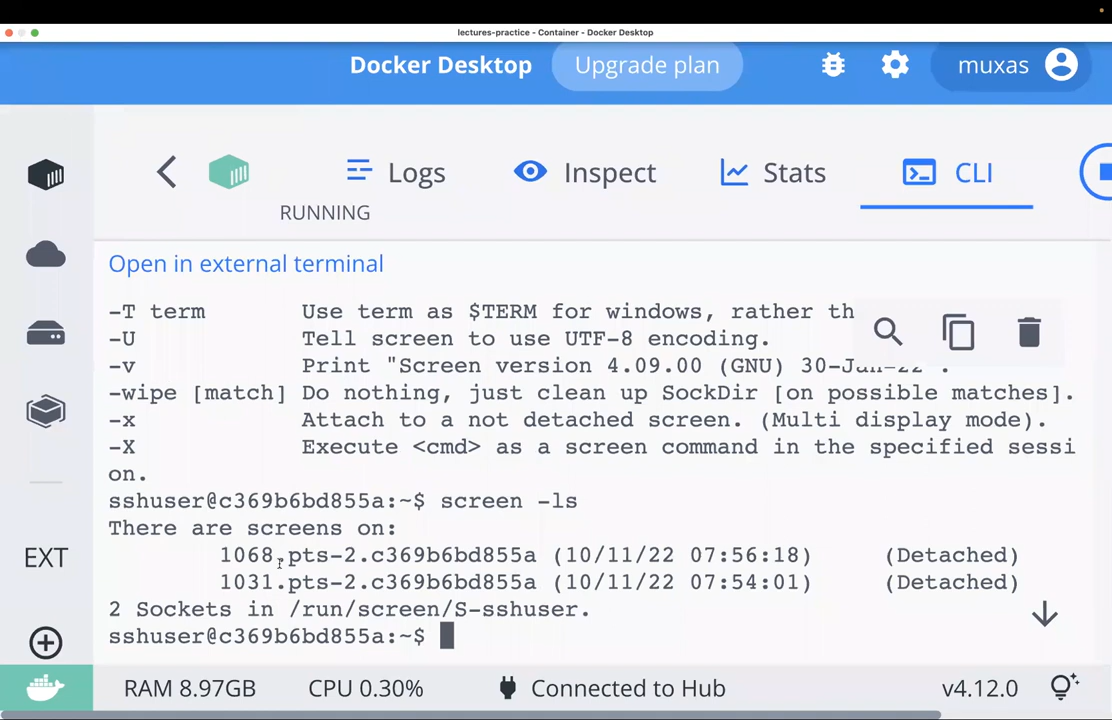 lectures-practice - Container - Docker Desktop
Docker Desktop
Upgrade plan
muxas
Logs
Inspect
Stats
CLI
RUNNING
Open in external terminal
-T term Use term as $TERM for windows, rather th
-U Tell screen to use UTF-8 encoding.
-v Print "Screen version 4.09.00 (GNU) 30-Jan-22".
-wipe [match] Do nothing, just clean up SockDir [on possible matches].
-x Attach to a not detached screen. (Multi display mode).
-X Execute <cmd> as a screen command in the specified sessi
on.
sshuser@c369b6bd855a:~$ screen -ls
There are screens on:
1068.pts-2.c369b6bd855a (10/11/22 07:56:18) (Detached)
1031.pts-2.c369b6bd855a (10/11/22 07:54:01) (Detached)
2 Sockets in /run/screen/S-sshuser.
sshuser@c369b6bd855a:~$
EXT
RAM 8.97GB
CPU 0.30%
Connected to Hub
v4.12.0